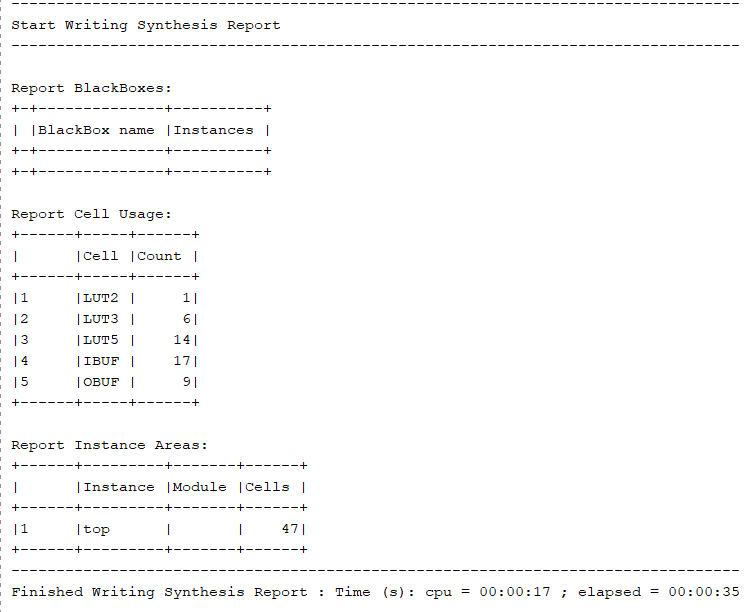 ---------------------------------------------------------------------------------
Start Writing Synthesis Report
---------------------------------------------------------------------------------
Report BlackBoxes:
+-+--------------+----------+
| |BlackBox name |Instances |
+-+--------------+----------+
+-+--------------+----------+
Report Cell Usage:
+------+-----+------+
|      |Cell |Count |
+------+-----+------+
|1     |LUT2 |     1|
|2     |LUT3 |     6|
|3     |LUT5 |    14|
|4     |IBUF |    17|
|5     |OBUF |     9|
+------+-----+------+
Report Instance Areas:
+------+---------+-------+------+
|      |Instance |Module |Cells |
+------+---------+-------+------+
|1     |top      |       |    47|
+------+---------+-------+------+
---------------------------------------------------------------------------------
Finished Writing Synthesis Report : Time (s): cpu = 00:00:17 ; elapsed = 00:00:35